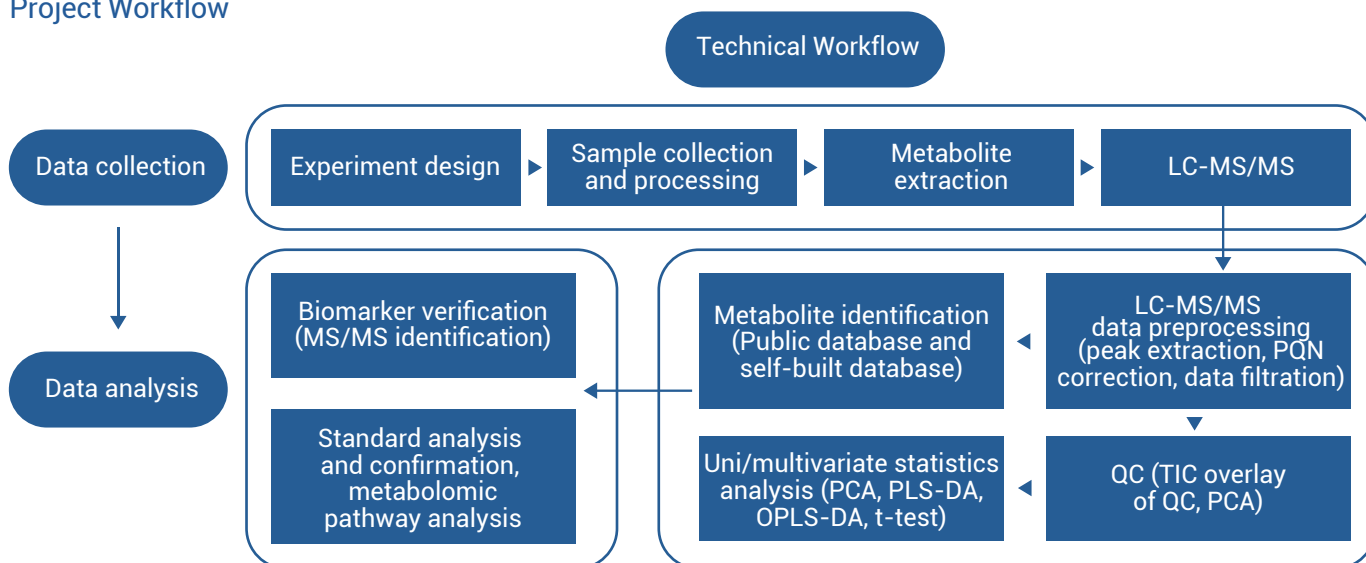 Project Workflow
Technical Workflow
Data collection
Experiment design
Sample collection
and processing
Metabolite
extraction
LC-MS/MS
Data analysis
Biomarker verification
(MS/MS identification)
Metabolite identification
(Public database and
self-built database)
LC-MS/MS
data preprocessing
(peak extraction, PQN
correction, data filtration)
Standard analysis
and confirmation,
metabolomic
pathway analysis
Uni/multivariate statistics
analysis (PCA, PLS-DA,
OPLS-DA, t-test)
QC (TIC overlay
of QC, PCA)